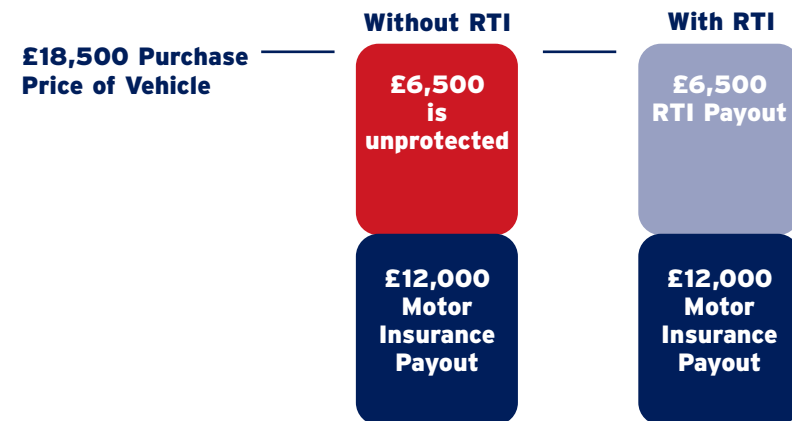 Without RTI
With RTI
£18,500 Purchase
Price of Vehicle
£6,500
is
unprotected
£6,500
RTI Payout
£12,000
Motor
Insurance
Payout
£12,000
Motor
Insurance
Payout